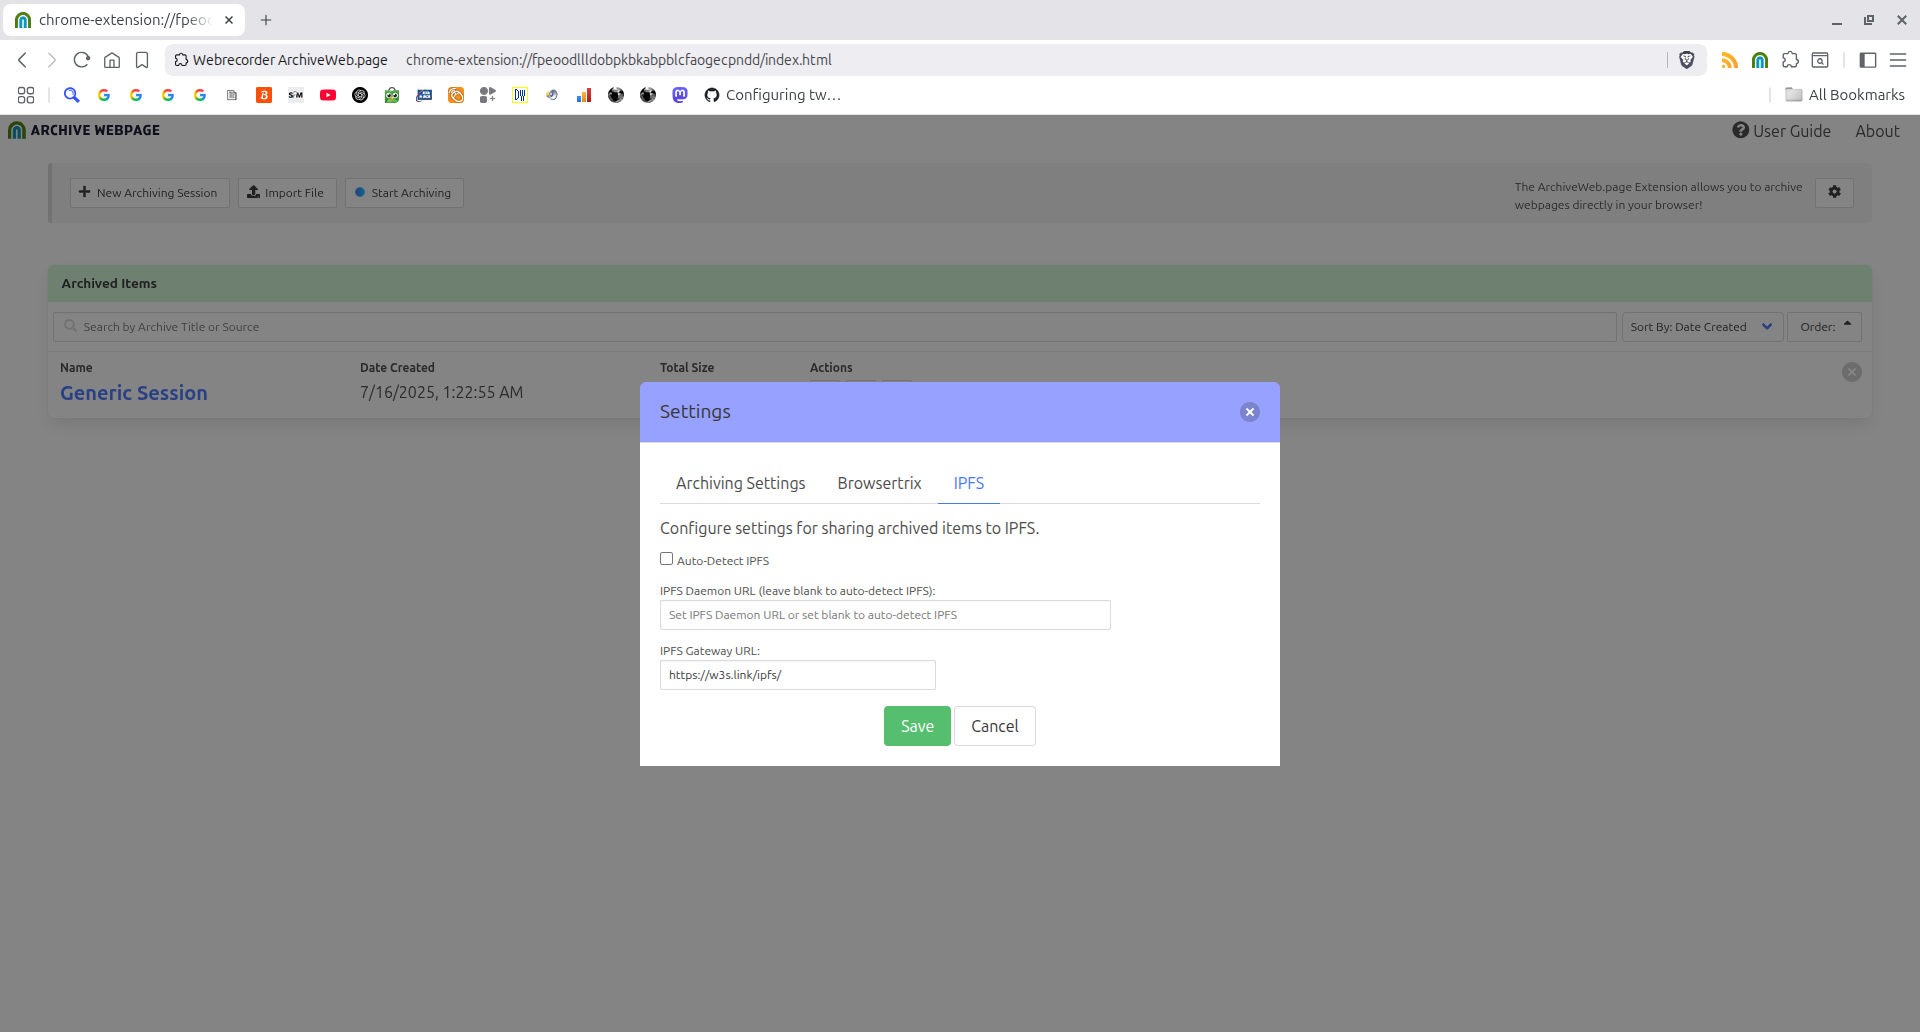 chrome-extension://fpeoo
Webrecorder ArchiveWeb.page chrome-extension://fpeoodllldobpkbkabpblcfaogecpndd/index.html
Configuring tw... All Bookmarks
ARCHIVE WEBPAGE User Guide About
New Archiving Session Import File Start Archiving
The ArchiveWeb.page Extension allows you to archive
webpages directly in your browser!
Archived Items
Search by Archive Title or Source Sort By: Date Created Order:
Name Date Created Total Size Actions
Generic Session 7/16/2025, 1:22:55 AM
Settings
Archiving Settings Browsertrix IPFS
Configure settings for sharing archived items to IPFS.
Auto-Detect IPFS
IPFS Daemon URL (leave blank to auto-detect IPFS):
Set IPFS Daemon URL or set blank to auto-detect IPFS
IPFS Gateway URL:
https://w3s.link/ipfs/
Save Cancel